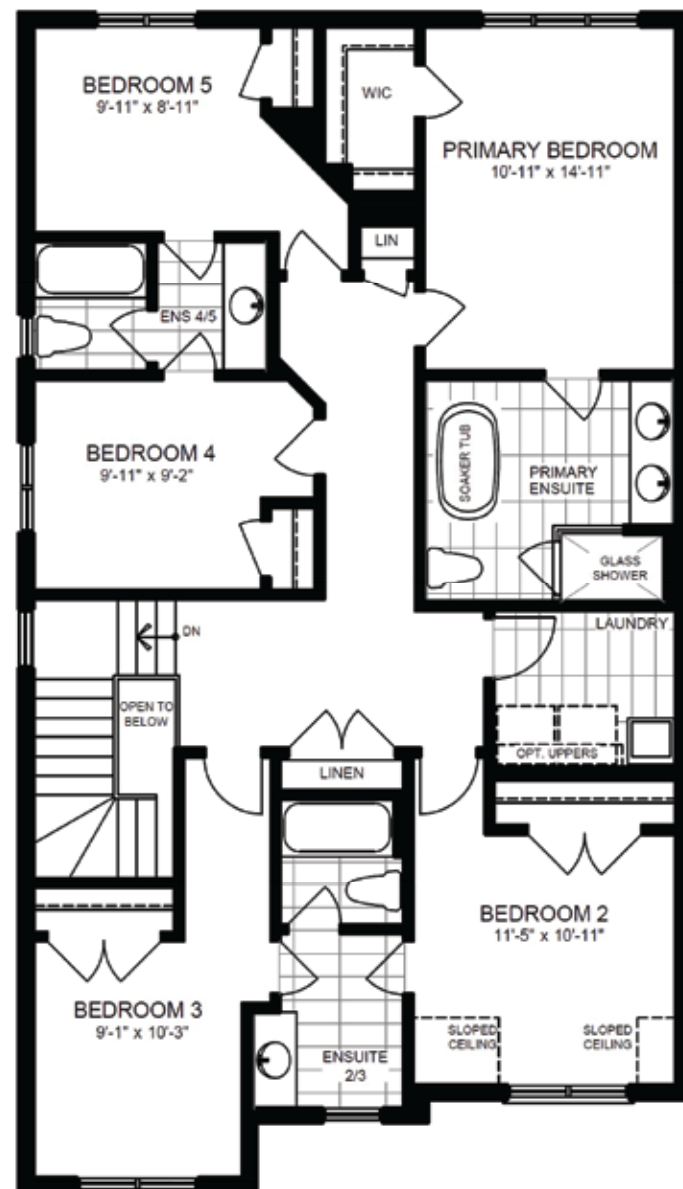 BEDROOM 5
9'-11" x 8'-11"
WIC
PRIMARY BEDROOM
10'-11" x 14'-11"
LIN
ENS 4/5
BEDROOM 4
9'-11" x 9'-2"
SOAKER TUB
PRIMARY
ENSUITE
GLASS
SHOWER
LAUNDRY
DN
OPEN TO
BELOW
OPT. UPPERS
LINEN
BEDROOM 2
11'-5" x 10'-11"
BEDROOM 3
9'-1" x 10'-3"
SLOPED
CEILING
SLOPED
CEILING
ENSUITE
2/3